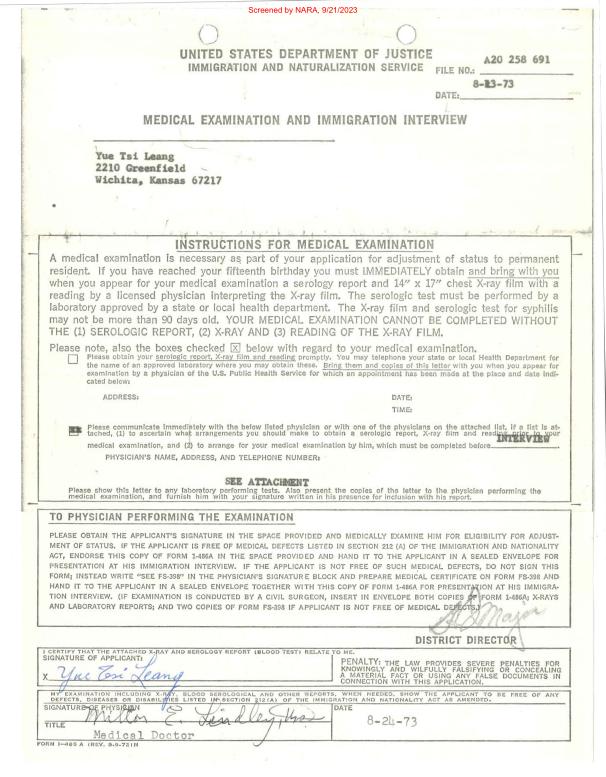 Screened by NARA, 9/21/2023
UNITED STATES DEPARTMENT OF JUSTICE
IMMIGRATION AND NATURALIZATION SERVICE
FILE NO.: A20 258 691
8-23-73
DATE:
MEDICAL EXAMINATION AND IMMIGRATION INTERVIEW
Yue Tsi Leang
2210 Greenfield
Wichita, Kansas 67217
INSTRUCTIONS FOR MEDICAL EXAMINATION
A medical examination is necessary as part of your application for adjustment of status to permanent
resident. If you have reached your fifteenth birthday you must IMMEDIATELY obtain and bring with you
when you appear for your medical examination a serology report and 14" x 17" chest X-ray film with a
reading by a licensed physician interpreting the X-ray film. The serologic test must be performed by a
laboratory approved by a state or local health department. The X-ray film and serologic test for syphilis
may not be more than 90 days old. YOUR MEDICAL EXAMINATION CANNOT BE COMPLETED WITHOUT
THE (1) SEROLOGIC REPORT, (2) X-RAY AND (3) READING OF THE X-RAY FILM.
Please note, also the boxes checked X below with regard to your medical examination.
Please obtain your serologic report, X-ray film and reading promptly. You may telephone your state or local Health Department for
the name of an approved laboratory where you may obtain these. Bring them and copies of this letter with you when you appear for
examination by a physician of the U.S. Public Health Service for which an appointment has been made at the place and date indi-
cated below:
ADDRESS: DATE:
TIME:
Please communicate immediately with the below listed physician or with one of the physicians on the attached list, if a list is at-
tached, (1) to ascertain what arrangements you should make to obtain a serologic report, X-ray film and reading prior to your
INTERVIEW
medical examination, and (2) to arrange for your medical examination by him, which must be completed before
PHYSICIAN'S NAME, ADDRESS, AND TELEPHONE NUMBER:
SEE ATTACHMENT
Please show this letter to any laboratory performing tests. Also present the copies of the letter to the physician performing the
medical examination, and furnish him with your signature written in his presence for inclusion with his report.
TO PHYSICIAN PERFORMING THE EXAMINATION
PLEASE OBTAIN THE APPLICANT'S SIGNATURE IN THE SPACE PROVIDED AND MEDICALLY EXAMINE HIM FOR ELIGIBILITY FOR ADJUST-
MENT OF STATUS. IF THE APPLICANT IS FREE OF MEDICAL DEFECTS LISTED IN SECTION 212 (A) OF THE IMMIGRATION AND NATIONALITY
ACT, ENDORSE THIS COPY OF FORM 1-486A IN THE SPACE PROVIDED AND HAND IT TO THE APPLICANT IN A SEALED ENVELOPE FOR
PRESENTATION AT HIS IMMIGRATION INTERVIEW. IF THE APPLICANT IS NOT FREE OF SUCH MEDICAL DEFECTS, DO NOT SIGN THIS
FORM; INSTEAD WRITE "SEE FS-398" IN THE PHYSICIAN'S SIGNATURE BLOCK AND PREPARE MEDICAL CERTIFICATE ON FORM FS-398 AND
HAND IT TO THE APPLICANT IN A SEALED ENVELOPE TOGETHER WITH THIS COPY OF FORM 1-486A FOR PRESENTATION AT HIS IMMIGRA-
TION INTERVIEW. (IF EXAMINATION IS CONDUCTED BY A CIVIL SURGEON, INSERT IN ENVELOPE BOTH COPIES OF FORM 1-486A; X-RAYS
AND LABORATORY REPORTS; AND TWO COPIES OF FORM FS-398 IF APPLICANT IS NOT FREE OF MEDICAL DEFECTS.)
Major
DISTRICT DIRECTOR
I CERTIFY THAT THE ATTACHED X-RAY AND SEROLOGY REPORT (BLOOD TEST) RELATE TO ME.
SIGNATURE OF APPLICANT:
X Yue Tsi Leang
PENALTY: THE LAW PROVIDES SEVERE PENALTIES FOR
KNOWINGLY AND WILFULLY FALSIFYING OR CONCEALING
A MATERIAL FACT OR USING ANY FALSE DOCUMENTS IN
CONNECTION WITH THIS APPLICATION.
MY EXAMINATION INCLUDING X-RAY, BLOOD SEROLOGICAL AND OTHER REPORTS, WHEN NEEDED, SHOW THE APPLICANT TO BE FREE OF ANY
DEFECTS, DISEASES OR DISABILITIES LISTED IN SECTION 212(A) OF THE IMMIGRATION AND NATIONALITY ACT AS AMENDED.
SIGNATURE OF PHYSICIAN
Milton E. Lindley, MD
TITLE
Medical Doctor
DATE
8-24-73
FORM I-486 A (REV. 5-9-73)N